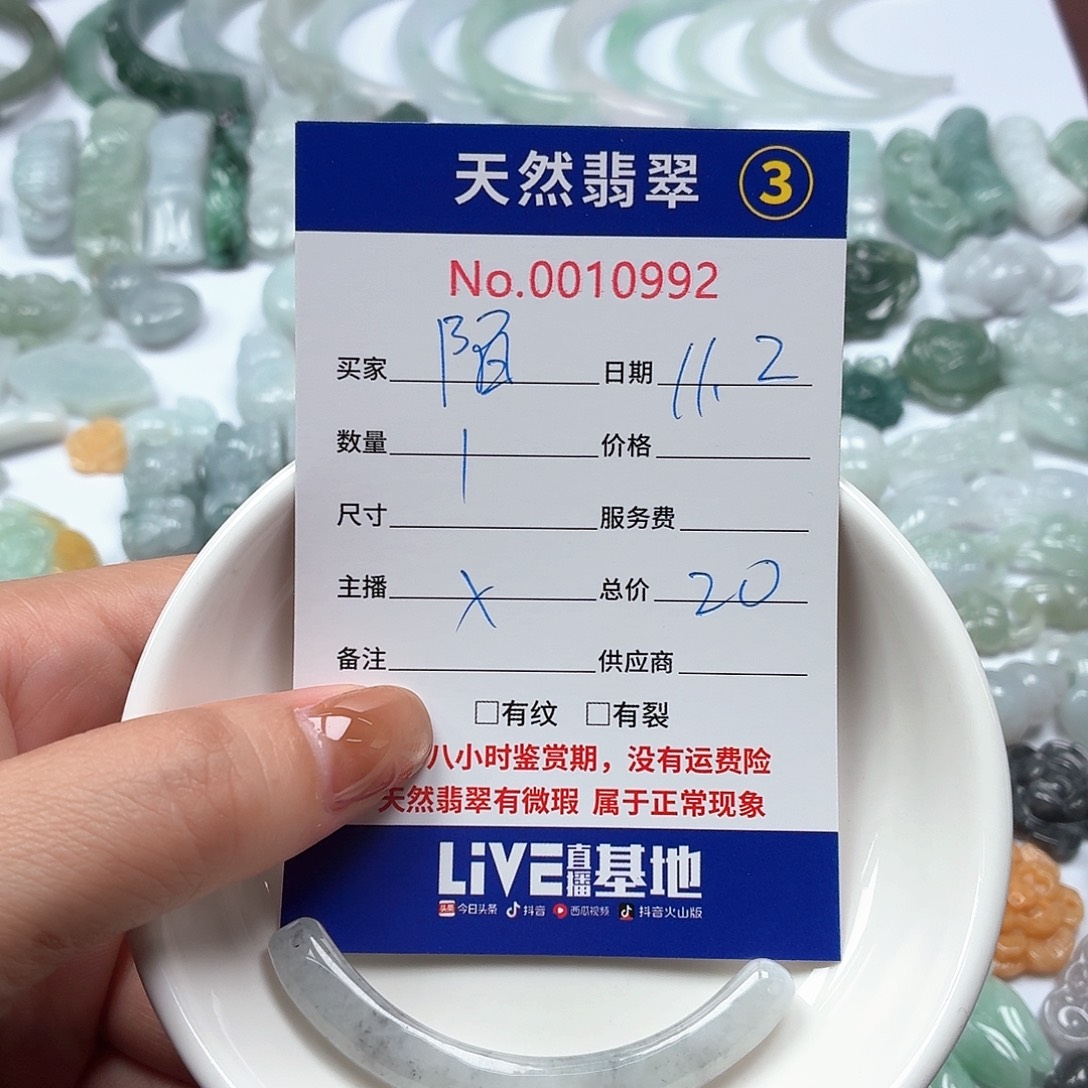 天然翡翠 3
No.0010992
买家 陌 日期 11.2
数量 1 价格
尺寸 服务费
主播 X 总价 20
备注 供应商
□有纹 □有裂
八小时鉴赏期，没有运费险
天然翡翠有微瑕 属于正常现象
LiVE直播基地
头条 今日头条 抖音 西瓜视频 抖音火山版